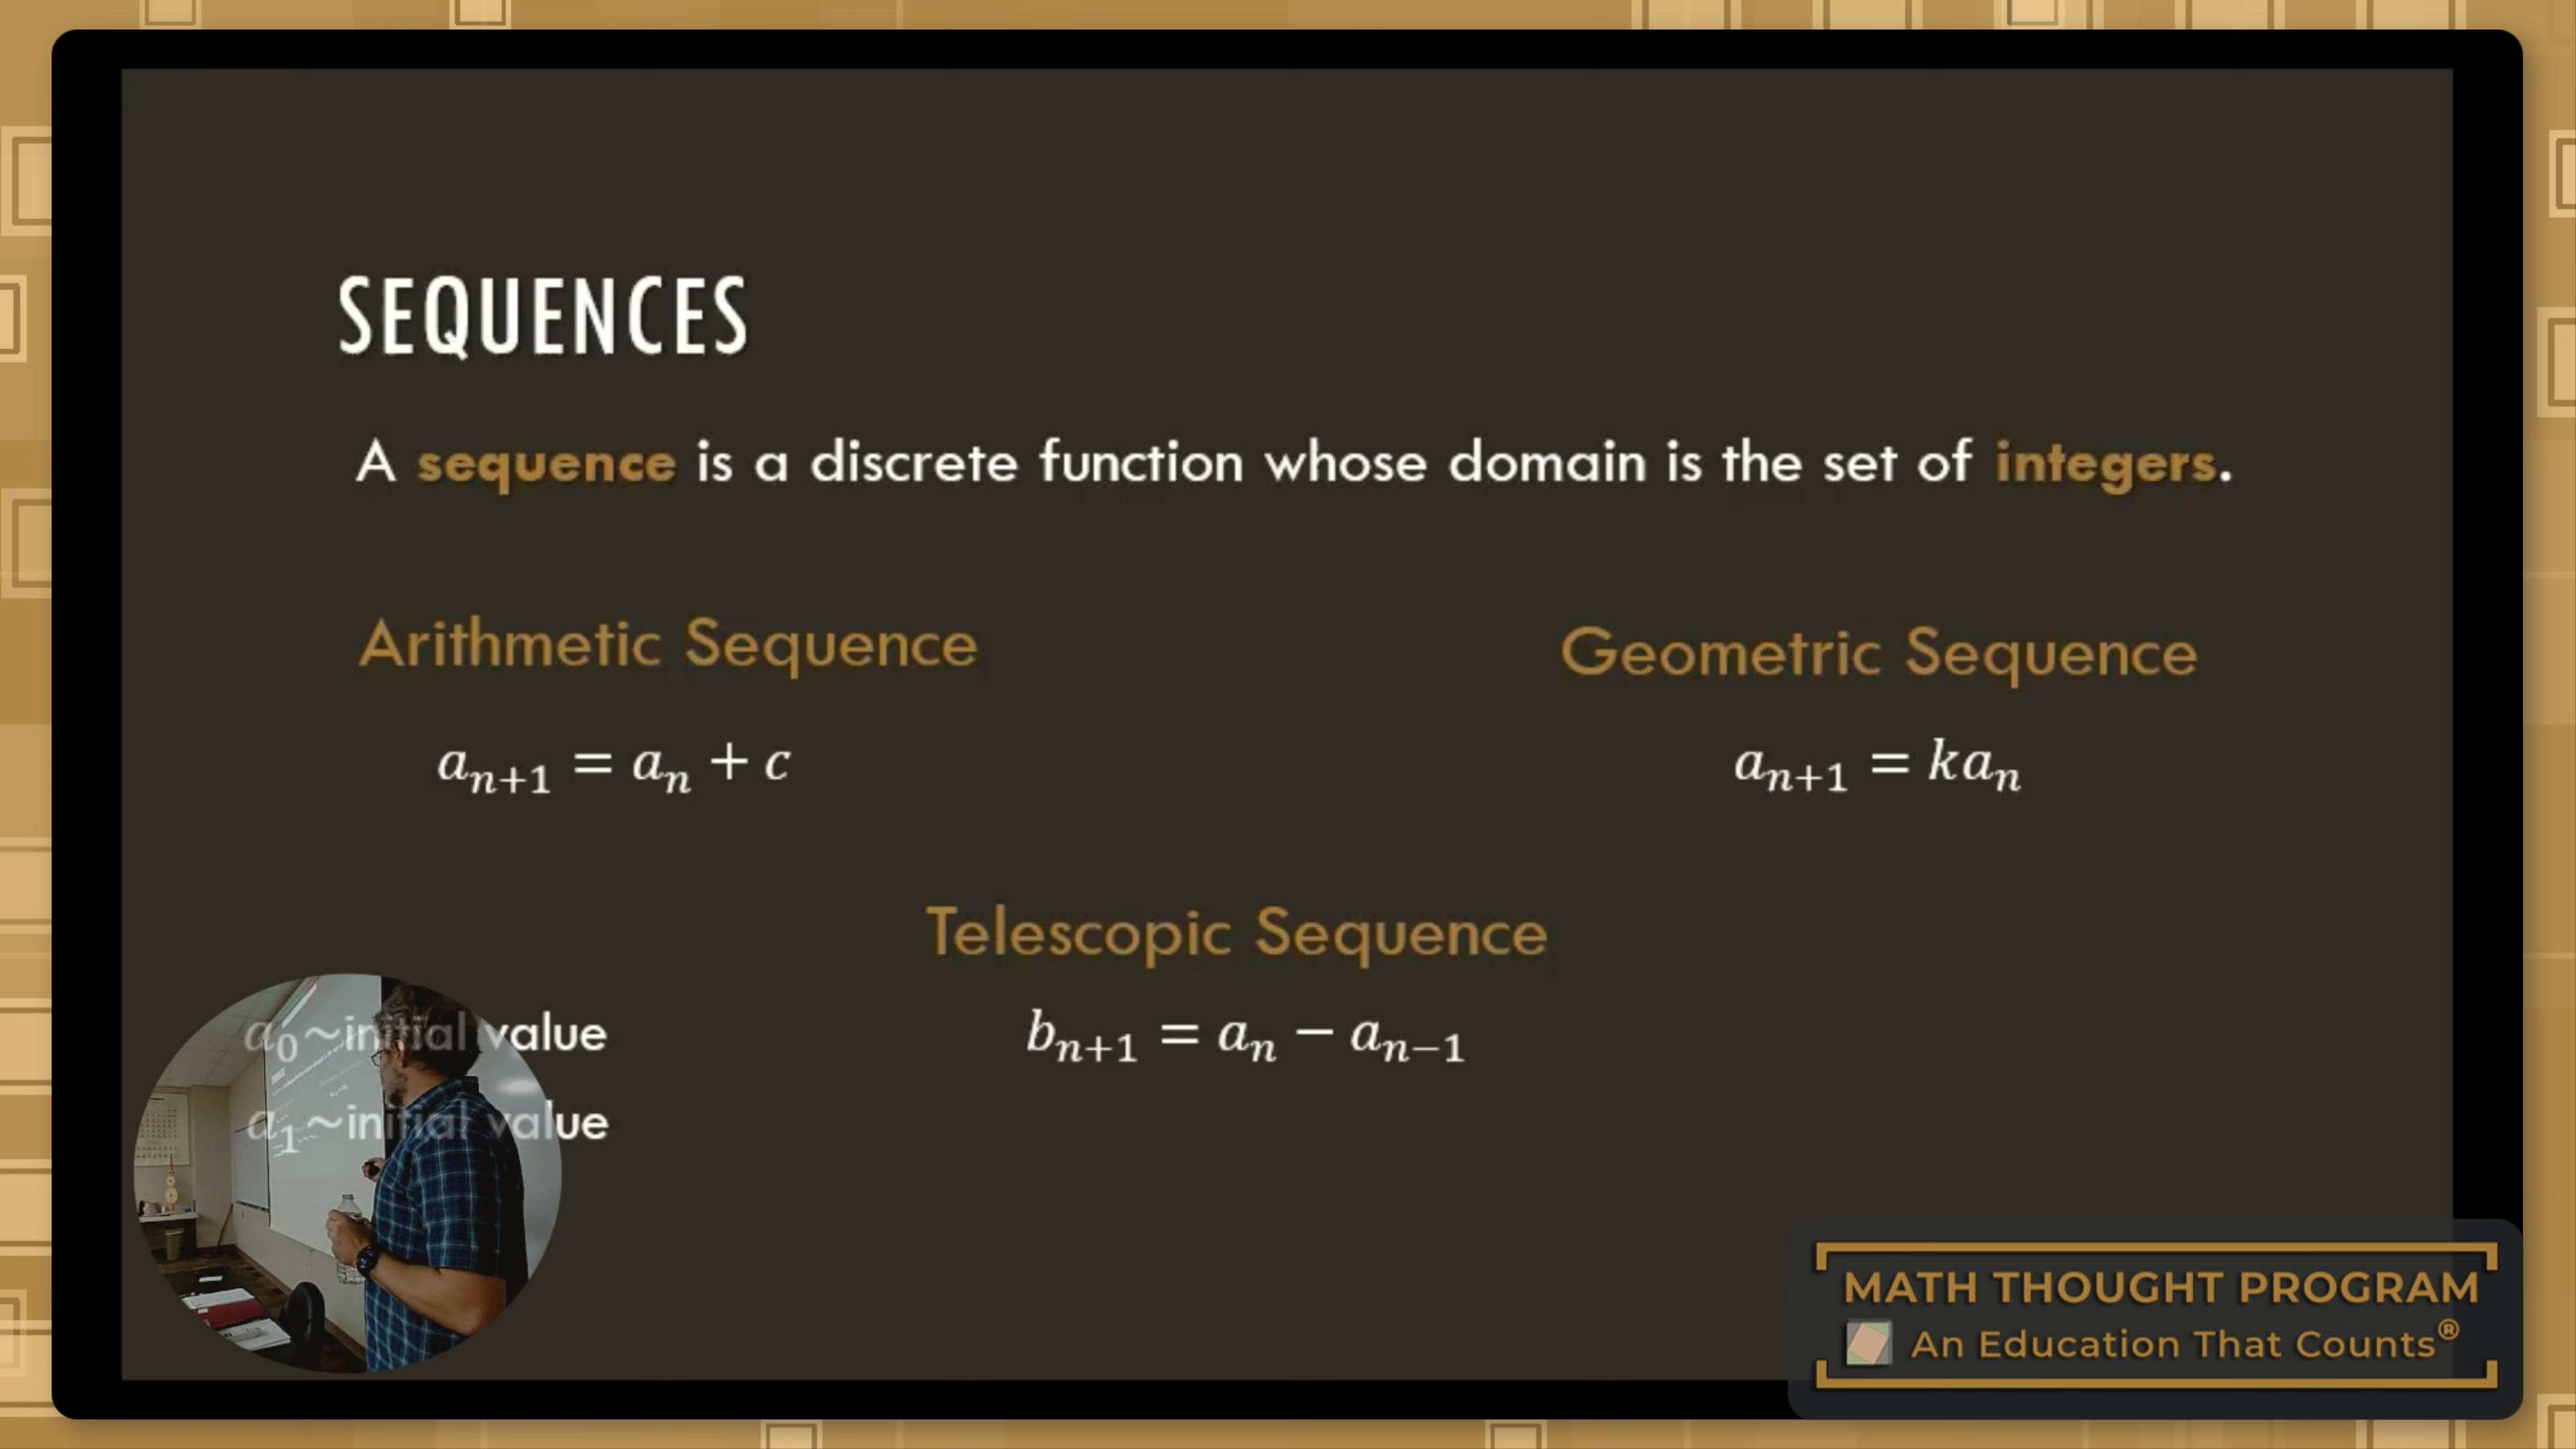 SEQUENCES
A sequence is a discrete function whose domain is the set of integers.
Arithmetic Sequence
Geometric Sequence
aₙ₊₁ = aₙ + c
aₙ₊₁ = kaₙ
Telescopic Sequence
a₀~initial value
bₙ₊₁ = aₙ − aₙ₋₁
a₁~initial value
MATH THOUGHT PROGRAM
An Education That Counts®